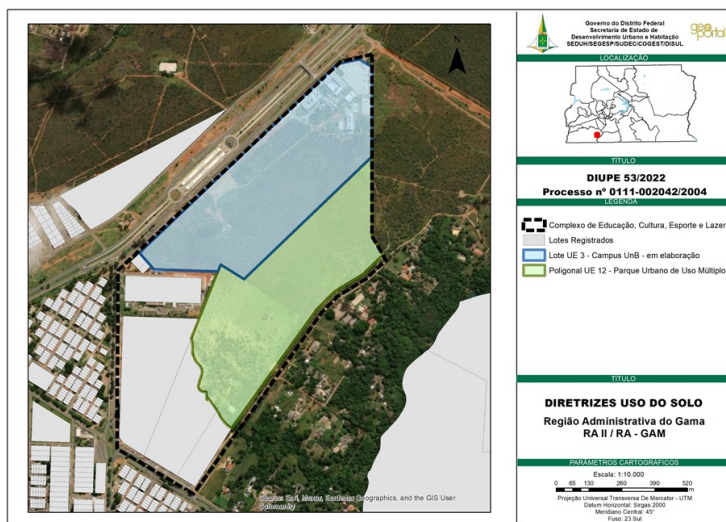 N
Source: Esri, Maxar, Earthstar Geographics, and the GIS User
Community
Governo do Distrito Federal
Secretaria de Estado de
Desenvolvimento Urbano e Habitação
SEDUH/SEGESP/SUDEC/COGEST/DISUL
geo
portal
LOCALIZAÇÃO
TÍTULO
DIUPE 53/2022
Processo nº 0111-002042/2004
LEGENDA
Complexo de Educação, Cultura, Esporte e Lazer
Lotes Registrados
Lote UE 3 - Campus UnB - em elaboração
Poligonal UE 12 - Parque Urbano de Uso Múltiplo
TÍTULO
DIRETRIZES USO DO SOLO
Região Administrativa do Gama
RA II / RA - GAM
PARÂMETROS CARTOGRÁFICOS
Escala: 1:10.000
0 65 130 260 390 520
m
Projeção Universal Transversa De Mercator - UTM
Datum Horizontal: Sirgas 2000
Meridiano Central: 45°
Fuso: 23 Sul